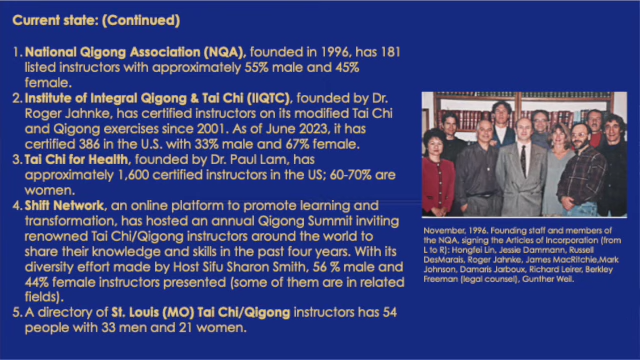 Current state: (Continued)
1. National Qigong Association (NQA), founded in 1996, has 181
listed instructors with approximately 55% male and 45%
female.
2. Institute of Integral Qigong & Tai Chi (IIQTC), founded by Dr.
Roger Jahnke, has certified instructors on its modified Tai Chi
and Qigong exercises since 2001. As of June 2023, it has
certified 386 in the U.S. with 33% male and 67% female.
3. Tai Chi for Health, founded by Dr. Paul Lam, has
approximately 1,600 certified instructors in the US; 60-70% are
women.
4. Shift Network, an online platform to promote learning and
transformation, has hosted an annual Qigong Summit inviting
renowned Tai Chi/Qigong instructors around the world to
share their knowledge and skills in the past four years. With its
diversity effort made by Host Sifu Sharon Smith, 56 % male and
44% female instructors presented (some of them are in related
fields).
5. A directory of St. Louis (MO) Tai Chi/Qigong instructors has 54
people with 33 men and 21 women.
November, 1996. Founding staff and members of
the NQA, signing the Articles of Incorporation (from
L to R): Hongfei Lin, Jessie Dammann, Russell
DesMarais, Roger Jahnke, James MacRitchie,Mark
Johnson, Damaris Jarboux, Richard Leirer, Berkley
Freeman (legal counsel), Gunther Weil.